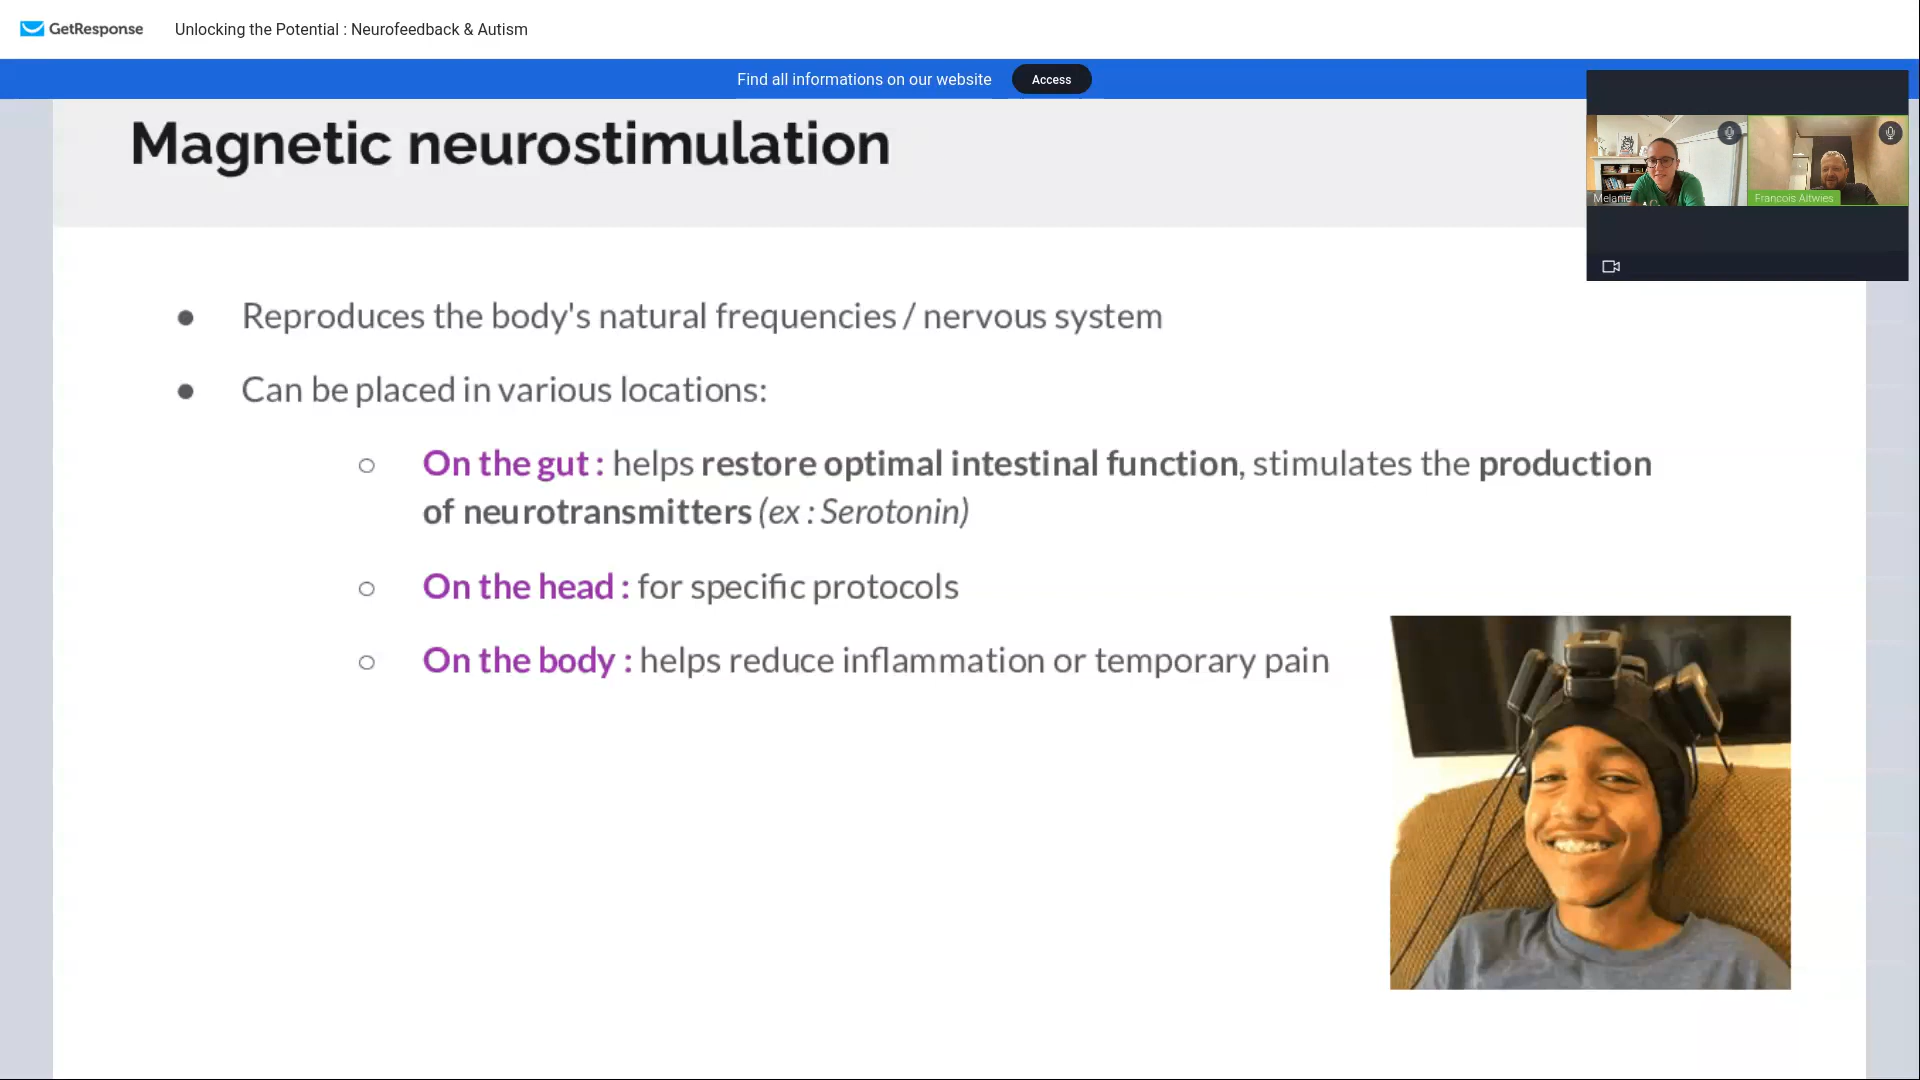 GetResponse
Unlocking the Potential : Neurofeedback & Autism
Find all informations on our website
Access
Magnetic neurostimulation
Melanie
Francois Altwies
● Reproduces the body's natural frequencies / nervous system
● Can be placed in various locations:
○ On the gut : helps restore optimal intestinal function, stimulates the production
of neurotransmitters (ex : Serotonin)
○ On the head : for specific protocols
○ On the body : helps reduce inflammation or temporary pain